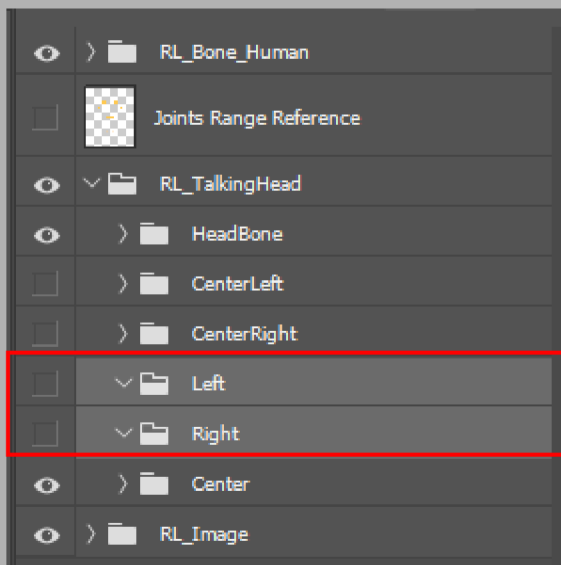 RL_Bone_Human
Joints Range Reference
RL_TalkingHead
HeadBone
CenterLeft
CenterRight
Left
Right
Center
RL_Image